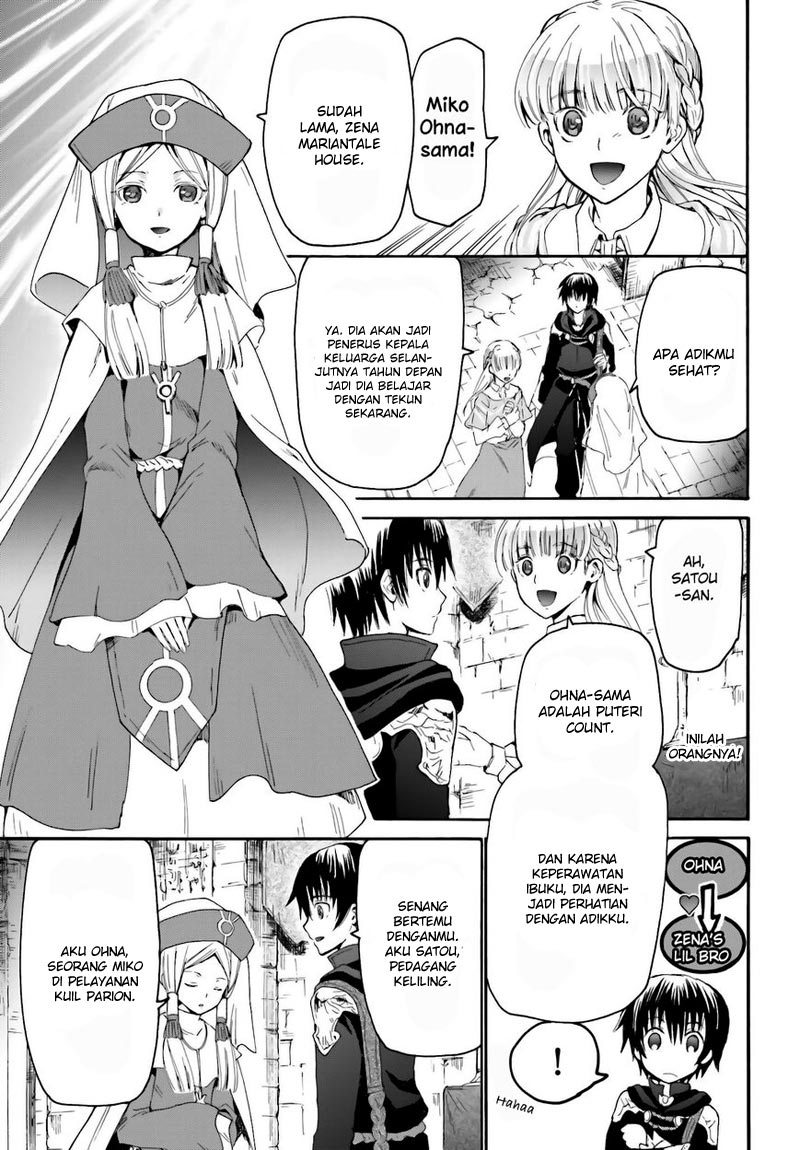 Miko
Ohna-
sama!
SUDAH
LAMA, ZENA
MARIANTALE
HOUSE.
APA ADIKMU
SEHAT?
YA. DIA AKAN JADI
PENERUS KEPALA
KELUARGA SELAN-
JUTNYA TAHUN DEPAN
JADI DIA BELAJAR
DENGAN TEKUN
SEKARANG.
AH,
SATOU
-SAN.
INILAH
ORANGNYA!
OHNA-SAMA
ADALAH PUTERI
COUNT.
DAN KARENA
KEPERAWATAN
IBUKU, DIA MEN-
JADI PERHATIAN
DENGAN ADIKKU.
OHNA
ZENA'S
LIL BRO
!
Hahaa
SENANG
BERTEMU
DENGANMU.
AKU SATOU,
PEDAGANG
KELILING.
AKU OHNA,
SEORANG MIKO
DI PELAYANAN
KUIL PARION.